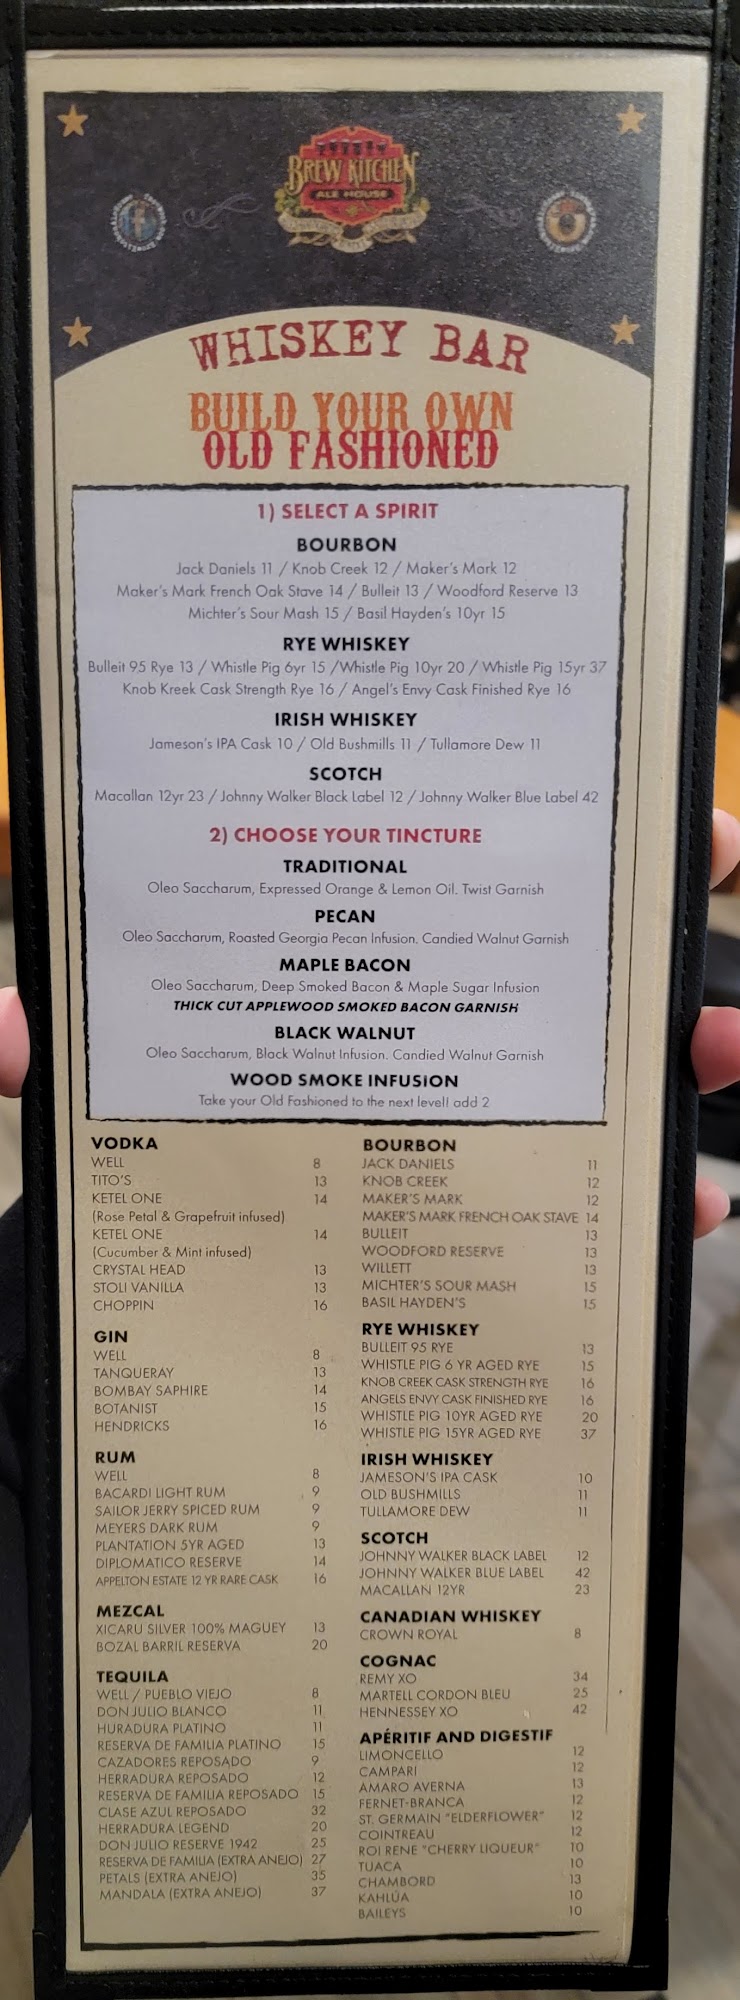 BREW KITCHEN
ALE HOUSE
WHISKEY BAR
BUILD YOUR OWN
OLD FASHIONED
1) SELECT A SPIRIT
BOURBON
Jack Daniels 11 / Knob Creek 12 / Maker's Mark 12
Maker's Mark French Oak Stave 14 / Bulleit 13 / Woodford Reserve 13
Michter's Sour Mash 15 / Basil Hayden's 10yr 15
RYE WHISKEY
Bulleit 95 Rye 13 / Whistle Pig 6yr 15 /Whistle Pig 10yr 20 / Whistle Pig 15yr 37
Knob Kreek Cask Strength Rye 16 / Angel's Envy Cask Finished Rye 16
IRISH WHISKEY
Jameson's IPA Cask 10 / Old Bushmills 11 / Tullamore Dew 11
SCOTCH
Macallan 12yr 23 / Johnny Walker Black Label 12 / Johnny Walker Blue Label 42
2) CHOOSE YOUR TINCTURE
TRADITIONAL
Oleo Saccharum, Expressed Orange & Lemon Oil. Twist Garnish
PECAN
Oleo Saccharum, Roasted Georgia Pecan Infusion. Candied Walnut Garnish
MAPLE BACON
Oleo Saccharum, Deep Smoked Bacon & Maple Sugar Infusion
THICK CUT APPLEWOOD SMOKED BACON GARNISH
BLACK WALNUT
Oleo Saccharum, Black Walnut Infusion. Candied Walnut Garnish
WOOD SMOKE INFUSION
Take your Old Fashioned to the next level! add 2
VODKA
WELL 8
TITO'S 13
KETEL ONE 14
(Rose Petal & Grapefruit infused)
KETEL ONE 14
(Cucumber & Mint infused)
CRYSTAL HEAD 13
STOLI VANILLA 13
CHOPPIN 16
GIN
WELL 8
TANQUERAY 13
BOMBAY SAPHIRE 14
BOTANIST 15
HENDRICKS 16
RUM
WELL 8
BACARDI LIGHT RUM 9
SAILOR JERRY SPICED RUM 9
MEYERS DARK RUM 9
PLANTATION 5YR AGED 13
DIPLOMATICO RESERVE 14
APPELTON ESTATE 12 YR RARE CASK 16
MEZCAL
XICARU SILVER 100% MAGUEY 13
BOZAL BARRIL RESERVA 20
TEQUILA
WELL / PUEBLO VIEJO 8
DON JULIO BLANCO 11
HURADURA PLATINO 11
RESERVA DE FAMILIA PLATINO 15
CAZADORES REPOSADO 9
HERRADURA REPOSADO 12
RESERVA DE FAMILIA REPOSADO 15
CLASE AZUL REPOSADO 32
HERRADURA LEGEND 20
DON JULIO RESERVE 1942 25
RESERVA DE FAMILIA (EXTRA ANEJO) 27
PETALS (EXTRA ANEJO) 35
MANDALA (EXTRA ANEJO) 37
BOURBON
JACK DANIELS 11
KNOB CREEK 12
MAKER'S MARK 12
MAKER'S MARK FRENCH OAK STAVE 14
BULLEIT 13
WOODFORD RESERVE 13
WILLETT 13
MICHTER'S SOUR MASH 15
BASIL HAYDEN'S 15
RYE WHISKEY
BULLEIT 95 RYE 13
WHISTLE PIG 6 YR AGED RYE 15
KNOB CREEK CASK STRENGTH RYE 16
ANGELS ENVY CASK FINISHED RYE 16
WHISTLE PIG 10YR AGED RYE 20
WHISTLE PIG 15YR AGED RYE 37
IRISH WHISKEY
JAMESON'S IPA CASK 10
OLD BUSHMILLS 11
TULLAMORE DEW 11
SCOTCH
JOHNNY WALKER BLACK LABEL 12
JOHNNY WALKER BLUE LABEL 42
MACALLAN 12YR 23
CANADIAN WHISKEY
CROWN ROYAL 8
COGNAC
REMY XO 34
MARTELL CORDON BLEU 25
HENNESSEY XO 42
APÉRITIF AND DIGESTIF
LIMONCELLO 12
CAMPARI 12
AMARO AVERNA 13
FERNET-BRANCA 12
ST. GERMAIN "ELDERFLOWER" 12
COINTREAU 12
ROI RENE "CHERRY LIQUEUR" 10
TUACA 10
CHAMBORD 13
KAHLÚA 10
BAILEYS 10